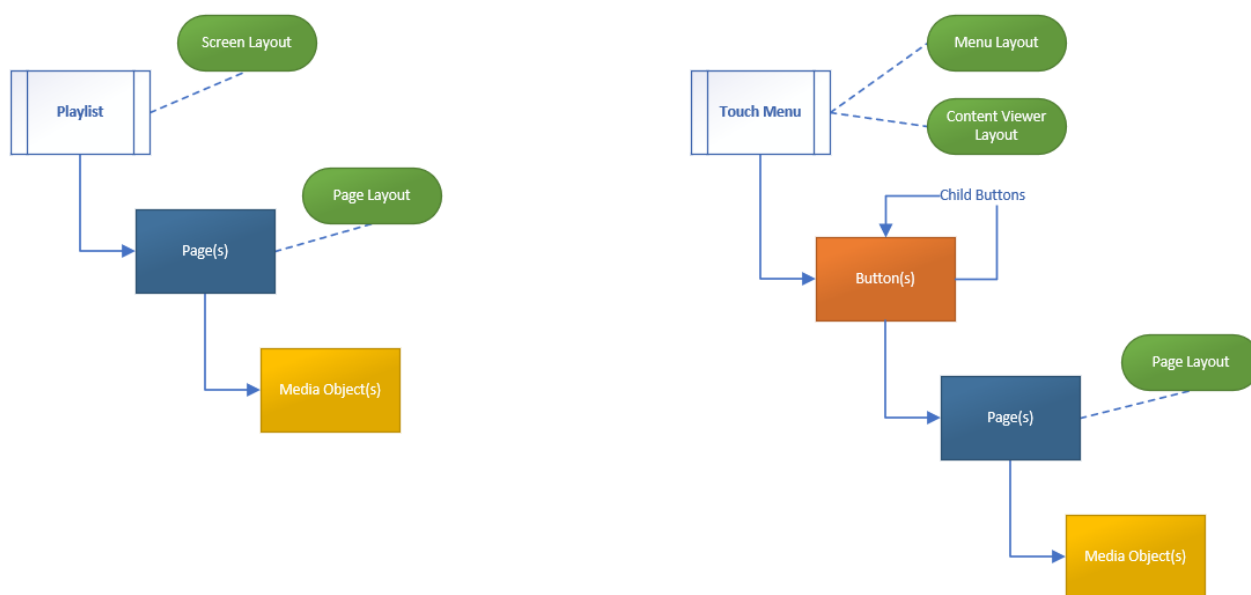 Screen Layout
Playlist
Page Layout
Page(s)
Media Object(s)
Menu Layout
Touch Menu
Content Viewer
Layout
Child Buttons
Button(s)
Page Layout
Page(s)
Media Object(s)